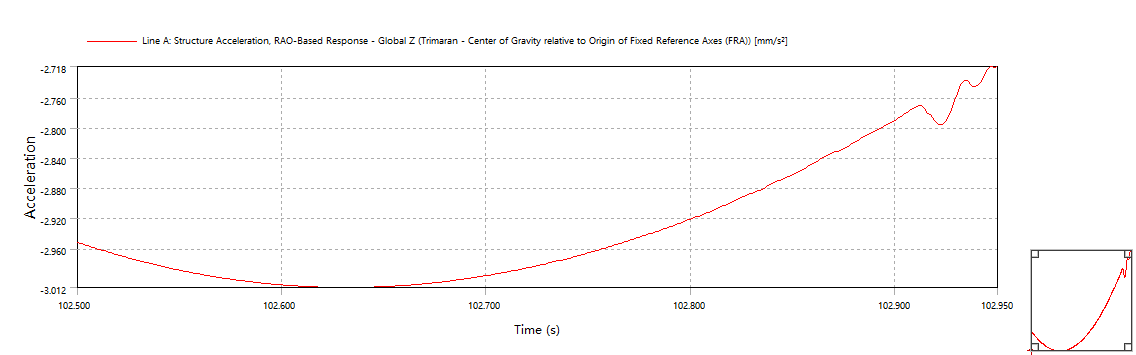 Line A: Structure Acceleration, RAO-Based Response - Global Z (Trimaran - Center of Gravity relative to Origin of Fixed Reference Axes (FRA)) [mm/s²]
-2.718
-2.760
-2.800
-2.840
-2.880
-2.920
-2.960
-3.012
Acceleration
102.500 102.600 102.700 102.800 102.900 102.950
Time (s)